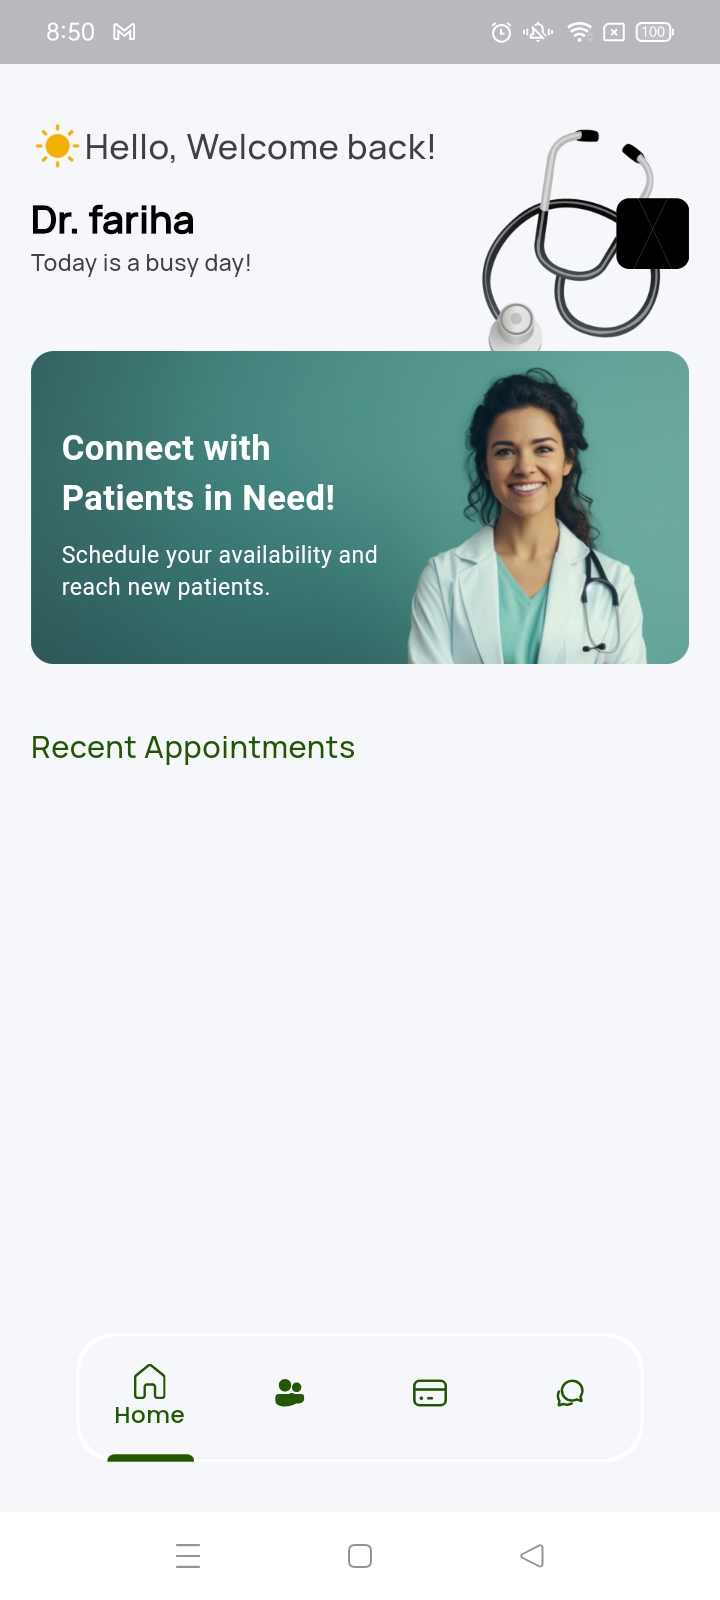 8:50
100
Hello, Welcome back!
Dr. fariha
Today is a busy day!
Connect with
Patients in Need!
Schedule your availability and
reach new patients.
Recent Appointments
Home